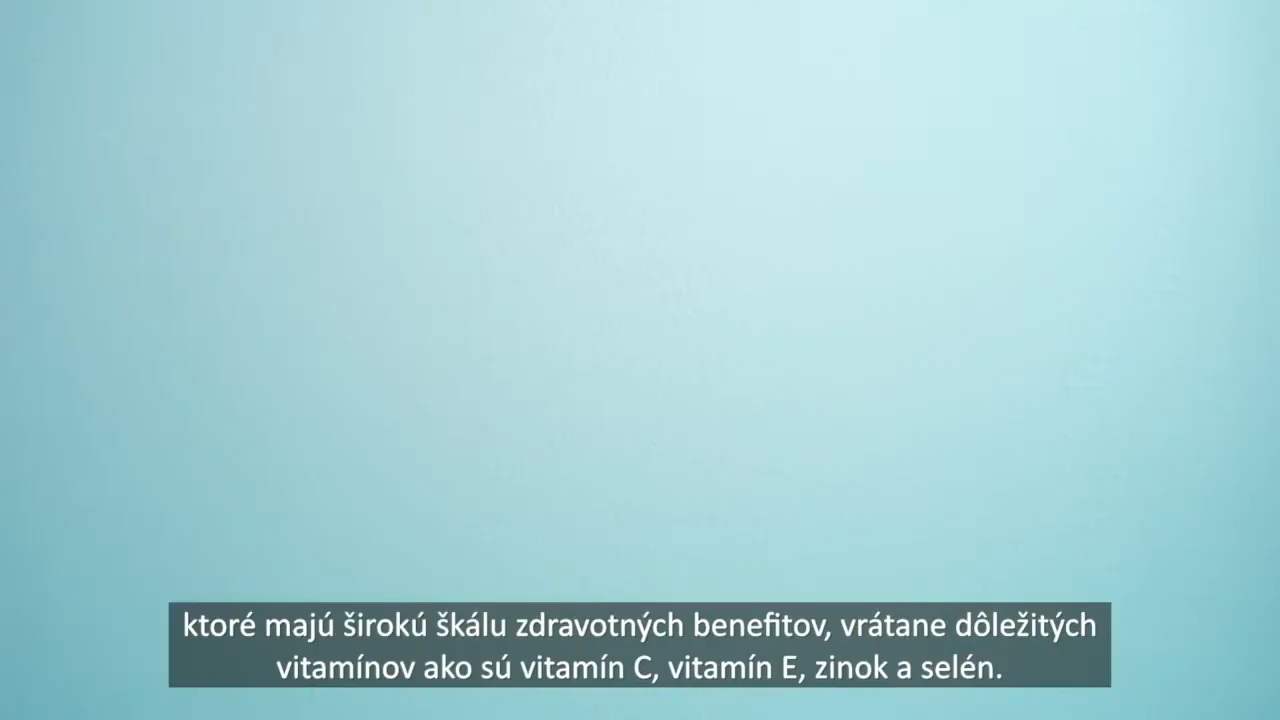 ktoré majú širokú škálu zdravotných benefitov, vrátane dôležitých
vitamínov ako sú vitamín C, vitamín E, zinok a selén.